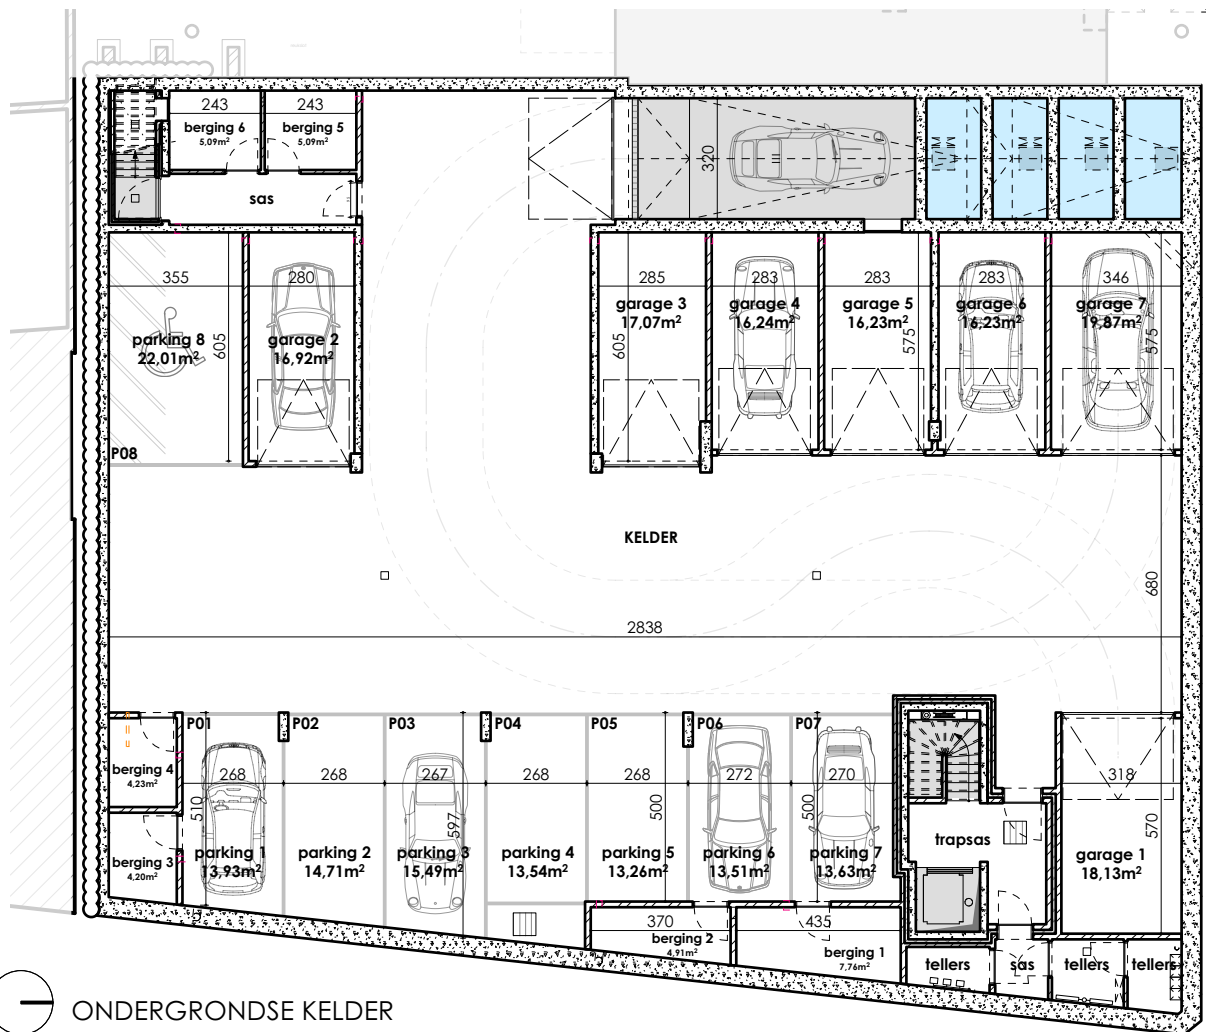 243
243
berging 6
5,09m²
berging 5
5,09m²
320
sas
355
280
285
283
283
283
346
garage 3
17,07m²
garage 4
16,24m²
garage 5
16,23m²
garage 6
16,23m²
garage 7
19,87m²
parking 8
22,01m²
605
garage 2
16,92m²
605
575
575
P08
KELDER
680
2838
P01
P02
P03
P04
P05
P06
P07
berging 4
4,23m²
268
268
267
268
268
272
270
318
510
597
500
500
570
trapsas
berging 3
4,20m²
parking 1
13,93m²
parking 2
14,71m²
parking 3
15,49m²
parking 4
13,54m²
parking 5
13,26m²
parking 6
13,51m²
parking 7
13,63m²
garage 1
18,13m²
370
435
berging 2
4,91m²
berging 1
7,76m²
tellers
sas
tellers
tellers
ONDERGRONDSE KELDER